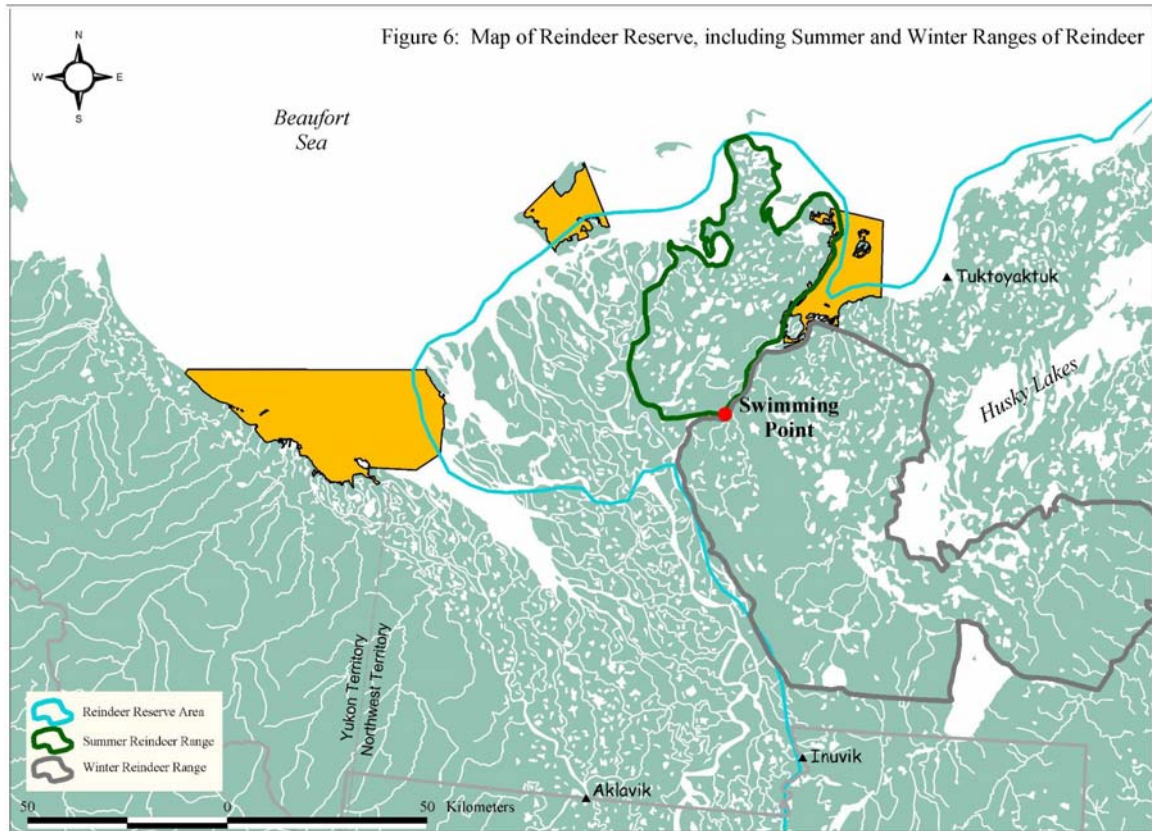 Figure 6: Map of Reindeer Reserve, including Summer and Winter Ranges of Reindeer
N
W
E
S
Beaufort
Sea
Tuktoyaktuk
Husky Lakes
Swimming
Point
Yukon Territory
Northwest Territory
Reindeer Reserve Area
Summer Reindeer Range
Winter Reindeer Range
Inuvik
Aklavik
50 0 50 Kilometers